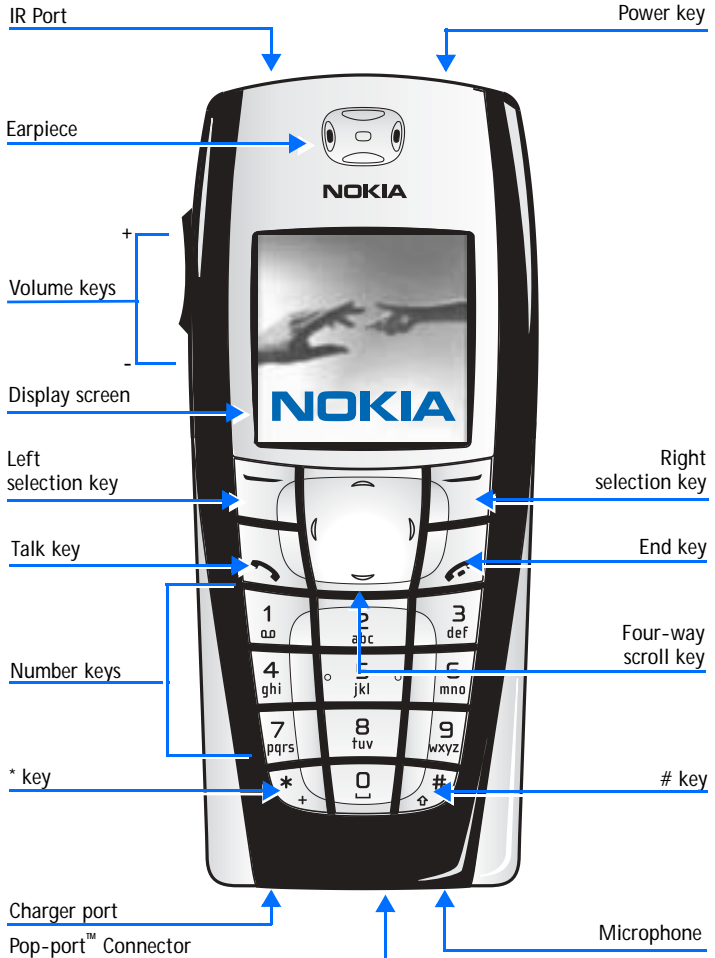 IR Port
Power key
Earpiece
NOKIA
+
Volume keys
-
Display screen
NOKIA
Left
selection key
Right
selection key
Talk key
End key
1
2
abc
3
def
Four-way
scroll key
Number keys
4
ghi
5
jkl
6
mno
7
pqrs
8
tuv
9
wxyz
* key
*
+
0
#
# key
Charger port
Pop-port™ Connector
Microphone